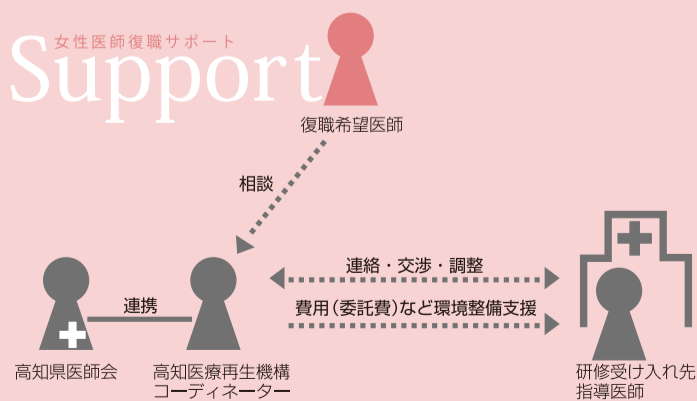 女性医師復職サポート
Support
復職希望医師
相談
連絡・交渉・調整
連携
費用(委託費)など環境整備支援
高知県医師会
高知医療再生機構
コーディネーター
研修受け入れ先
指導医師